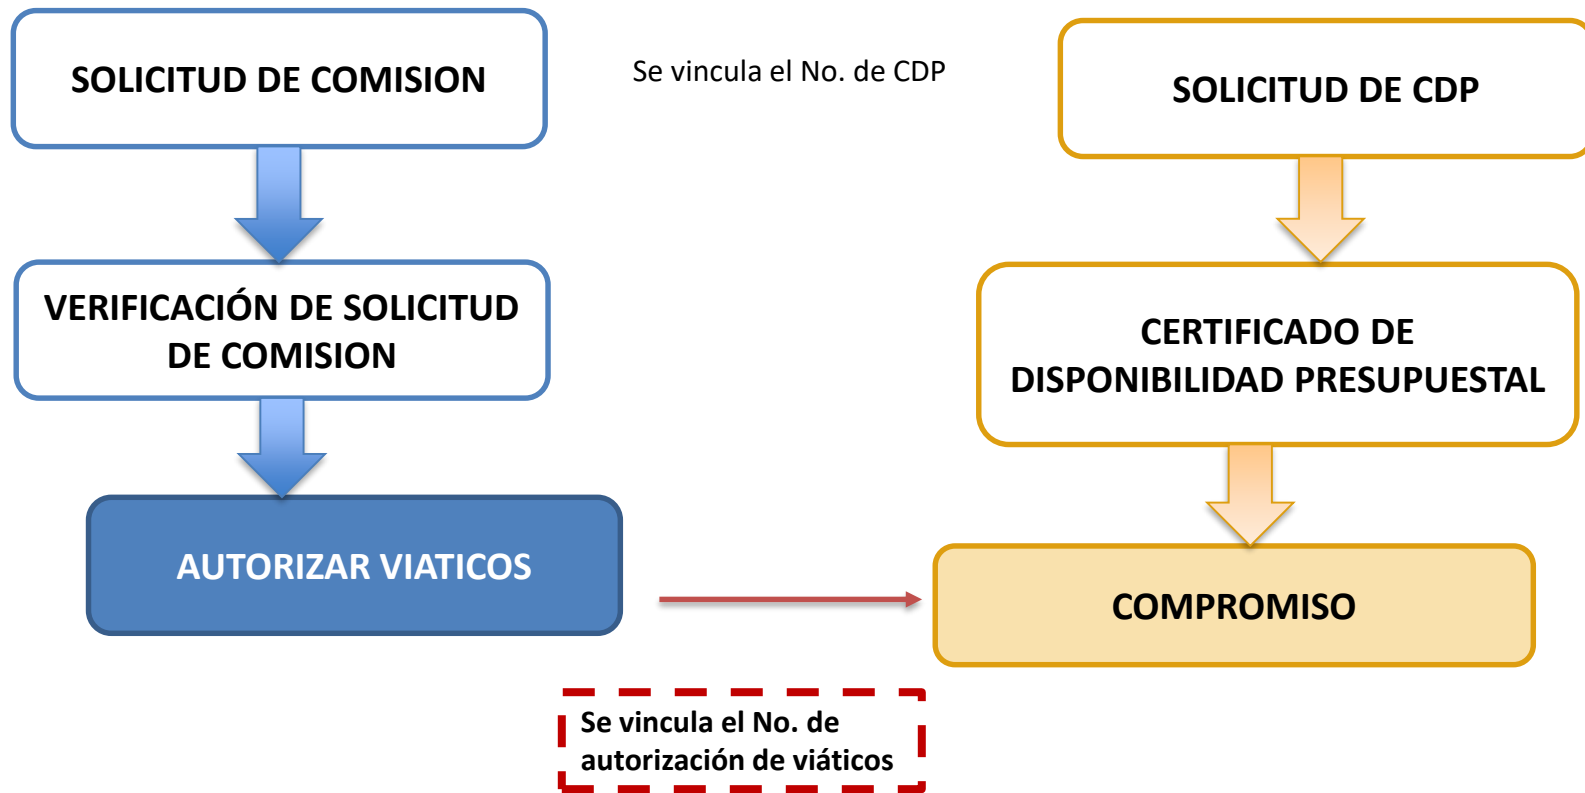 SOLICITUD DE COMISION
Se vincula el No. de CDP
SOLICITUD DE CDP
VERIFICACIÓN DE SOLICITUD
DE COMISION
CERTIFICADO DE
DISPONIBILIDAD PRESUPUESTAL
AUTORIZAR VIATICOS
COMPROMISO
Se vincula el No. de
autorización de viáticos